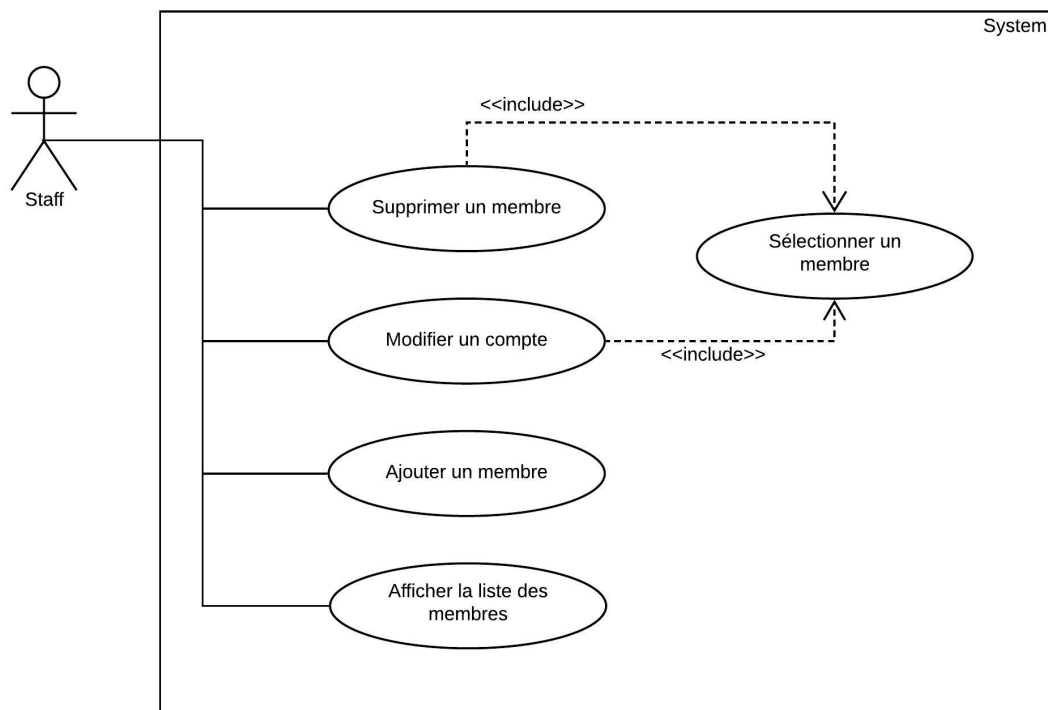 System
<<include>>
Staff
Supprimer un membre
Sélectionner un
membre
Modifier un compte
<<include>>
Ajouter un membre
Afficher la liste des
membres